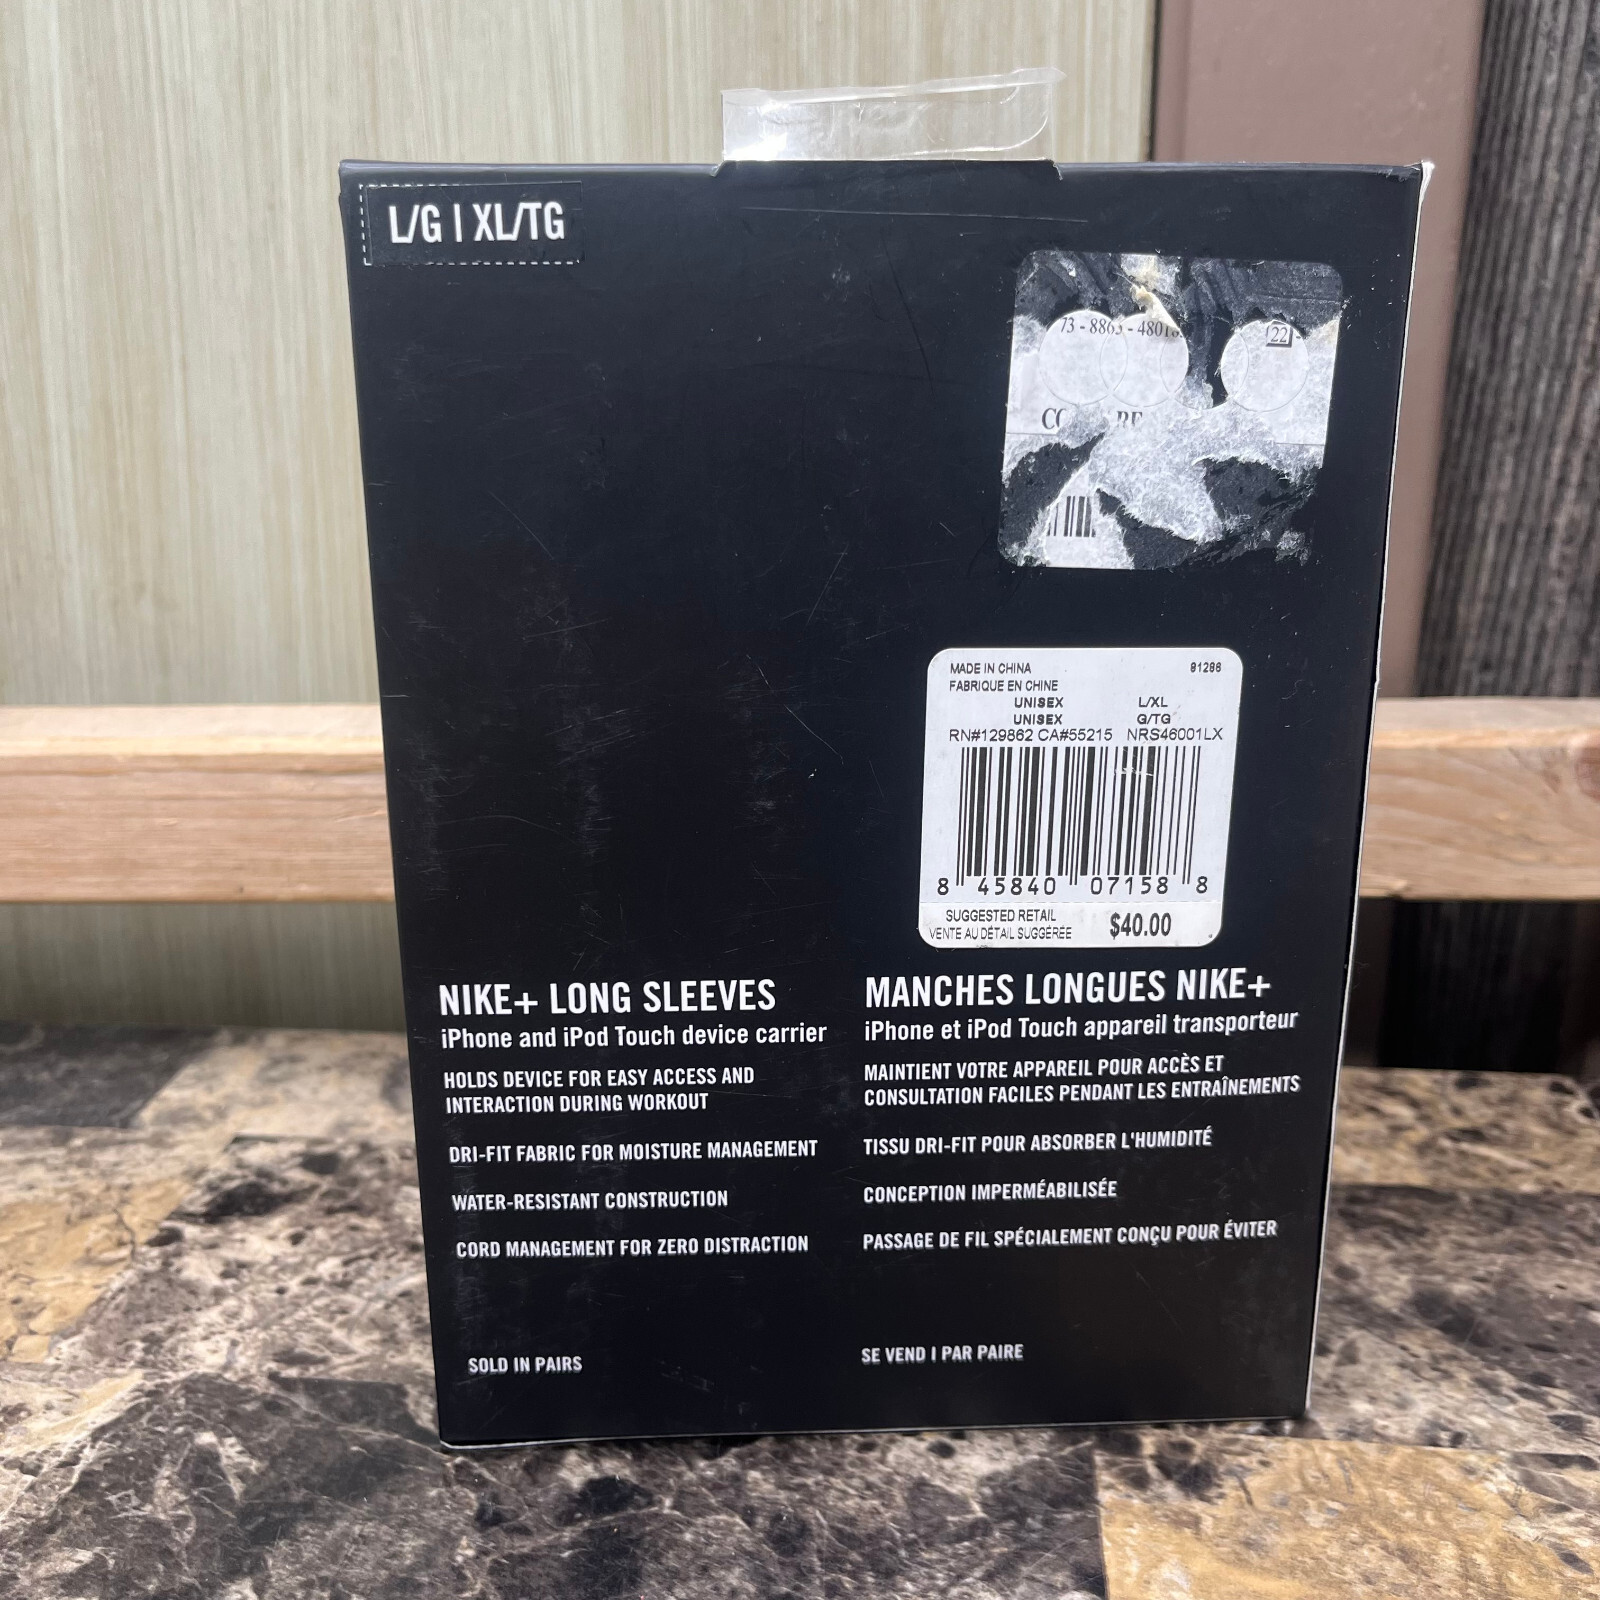 L/G | XL/TG
73 - 8863 - 4801
22
MADE IN CHINA 91286
FABRIQUE EN CHINE
UNISEX L/XL
UNISEX G/TG
RN#129862 CA#55215 NRS46001LX
8 45840 07158 8
SUGGESTED RETAIL
VENTE AU DÉTAIL SUGGÉRÉE $40.00
NIKE+ LONG SLEEVES
iPhone and iPod Touch device carrier
HOLDS DEVICE FOR EASY ACCESS AND
INTERACTION DURING WORKOUT
DRI-FIT FABRIC FOR MOISTURE MANAGEMENT
WATER-RESISTANT CONSTRUCTION
CORD MANAGEMENT FOR ZERO DISTRACTION
SOLD IN PAIRS
MANCHES LONGUES NIKE+
iPhone et iPod Touch appareil transporteur
MAINTIENT VOTRE APPAREIL POUR ACCÈS ET
CONSULTATION FACILES PENDANT LES ENTRAÎNEMENTS
TISSU DRI-FIT POUR ABSORBER L'HUMIDITÉ
CONCEPTION IMPERMÉABILISÉE
PASSAGE DE FIL SPÉCIALEMENT CONÇU POUR ÉVITER
SE VEND I PAR PAIRE